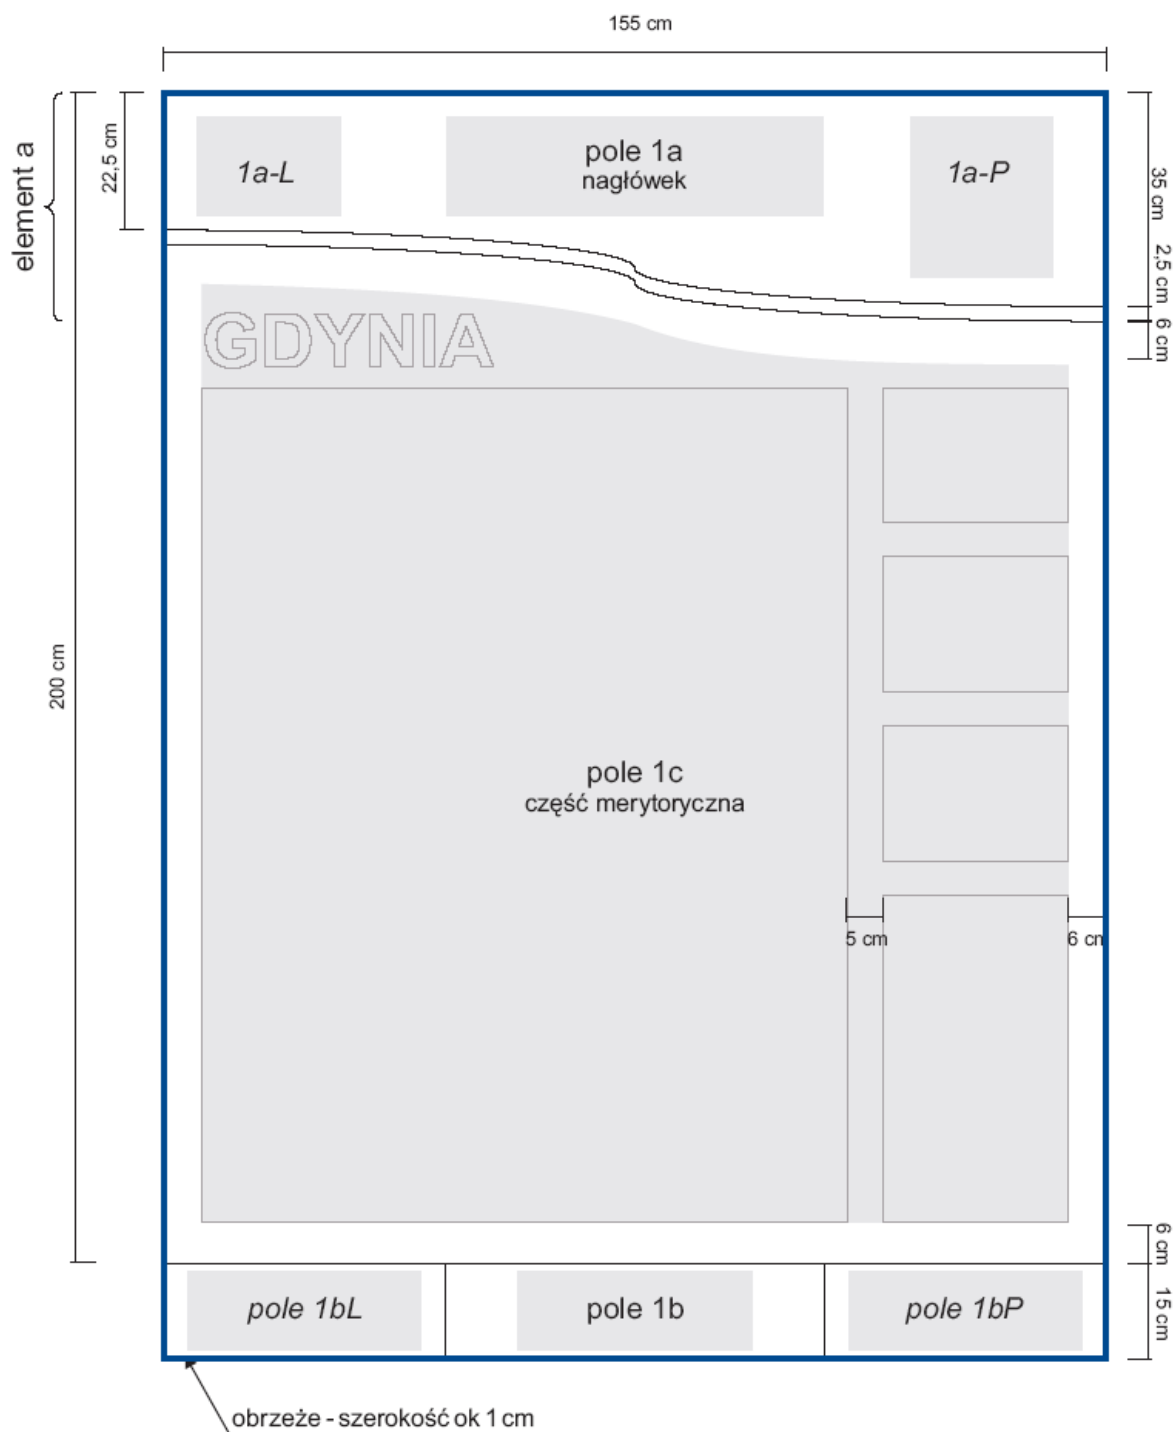 155 cm
element a
22,5 cm
1a-L
pole 1a
nagłówek
1a-P
35 cm
2,5 cm
6 cm
GDYNIA
200 cm
pole 1c
część merytoryczna
5 cm
6 cm
6 cm
15 cm
pole 1bL
pole 1b
pole 1bP
obrzeże - szerokość ok 1 cm